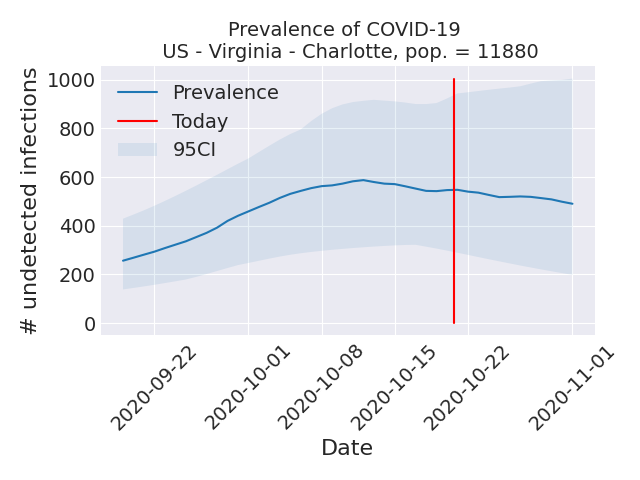 Prevalence of COVID-19
US - Virginia - Charlotte, pop. = 11880
# undetected infections
1000
800
600
400
200
0
Prevalence
Today
95CI
2020-09-22
2020-10-01
2020-10-08
2020-10-15
2020-10-22
2020-11-01
Date